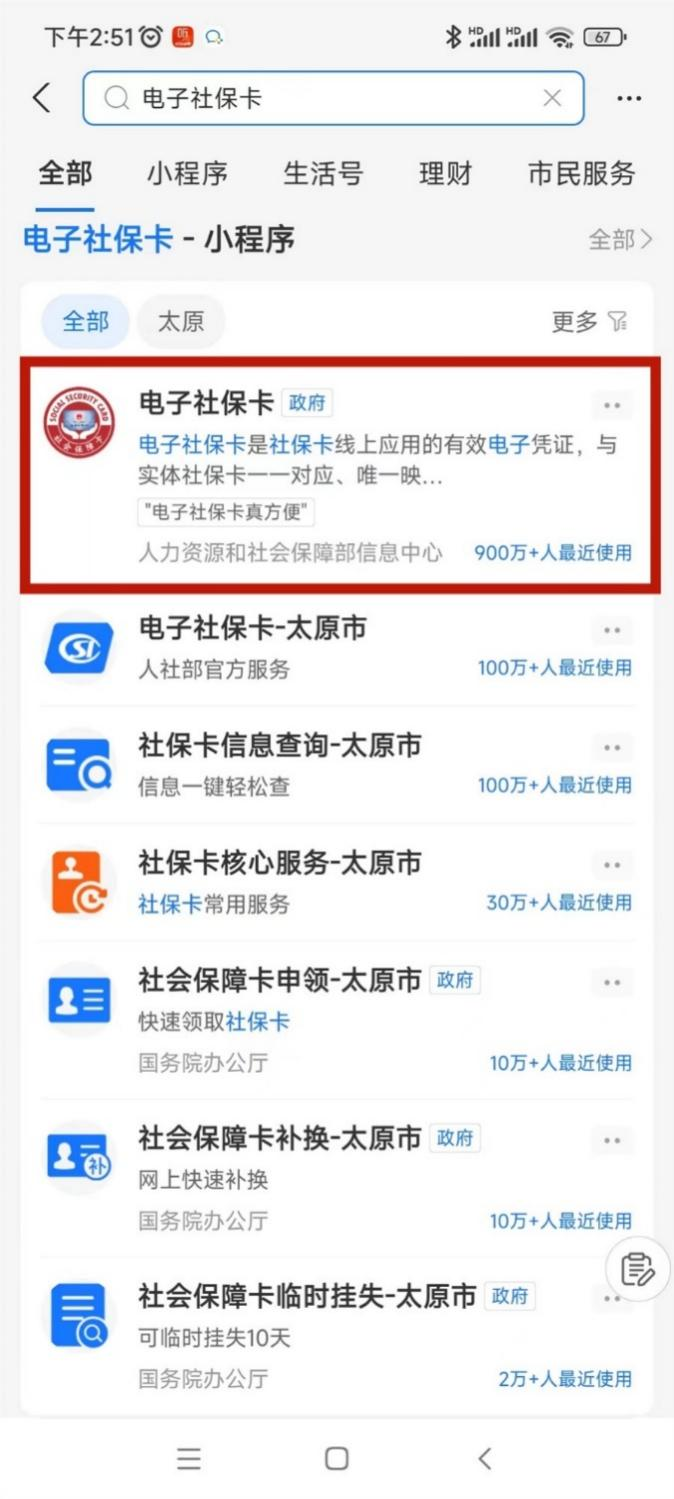 下午2:51
67
电子社保卡
全部 小程序 生活号 理财 市民服务
电子社保卡 - 小程序 全部
全部 太原 更多
电子社保卡 政府
电子社保卡是社保卡线上应用的有效电子凭证，与
实体社保卡一一对应、唯一映...
"电子社保卡真方便"
人力资源和社会保障部信息中心 900万+人最近使用
电子社保卡-太原市
人社部官方服务 100万+人最近使用
社保卡信息查询-太原市
信息一键轻松查 100万+人最近使用
社保卡核心服务-太原市
社保卡常用服务 30万+人最近使用
社会保障卡申领-太原市 政府
快速领取社保卡
国务院办公厅 10万+人最近使用
社会保障卡补换-太原市 政府
补
网上快速补换
国务院办公厅 10万+人最近使用
社会保障卡临时挂失-太原市 政府
可临时挂失10天
国务院办公厅 2万+人最近使用